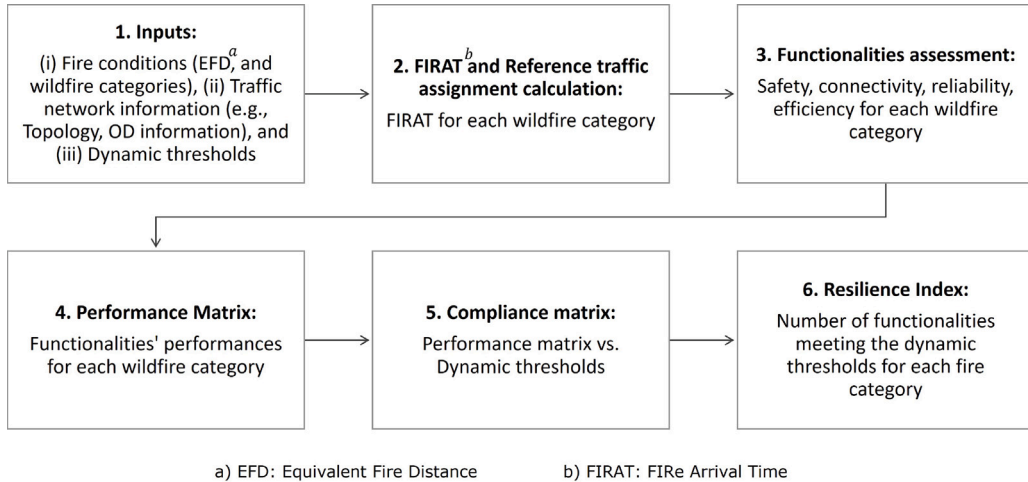 1. Inputs:
(i) Fire conditions (EFD,ᵃ and
wildfire categories), (ii) Traffic
network information (e.g.,
Topology, OD information), and
(iii) Dynamic thresholds
2. FIRATᵇ and Reference traffic
assignment calculation:
FIRAT for each wildfire category
3. Functionalities assessment:
Safety, connectivity, reliability,
efficiency for each wildfire
category
4. Performance Matrix:
Functionalities' performances
for each wildfire category
5. Compliance matrix:
Performance matrix vs.
Dynamic thresholds
6. Resilience Index:
Number of functionalities
meeting the dynamic
thresholds for each fire
category
a) EFD: Equivalent Fire Distance b) FIRAT: FIRe Arrival Time